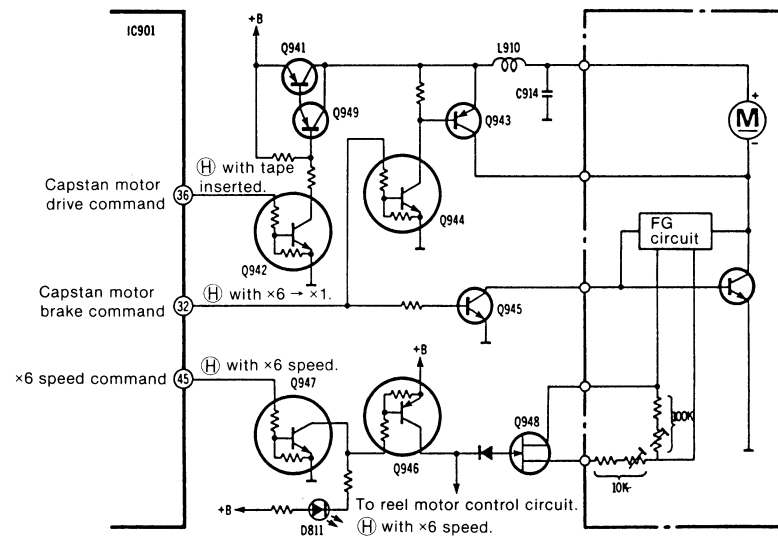 IC901
+B
Q941
Q949
L910
C914
Q943
M
+
-
Ⓗ with tape
inserted.
Capstan motor
drive command
36
Q942
Q944
FG
circuit
Capstan motor
brake command
32
Ⓗ with ×6 → ×1.
Q945
×6 speed command
45
Ⓗ with ×6 speed.
Q947
+B
Q946
Q948
100K
10K
+B
D811
To reel motor control circuit.
Ⓗ with ×6 speed.